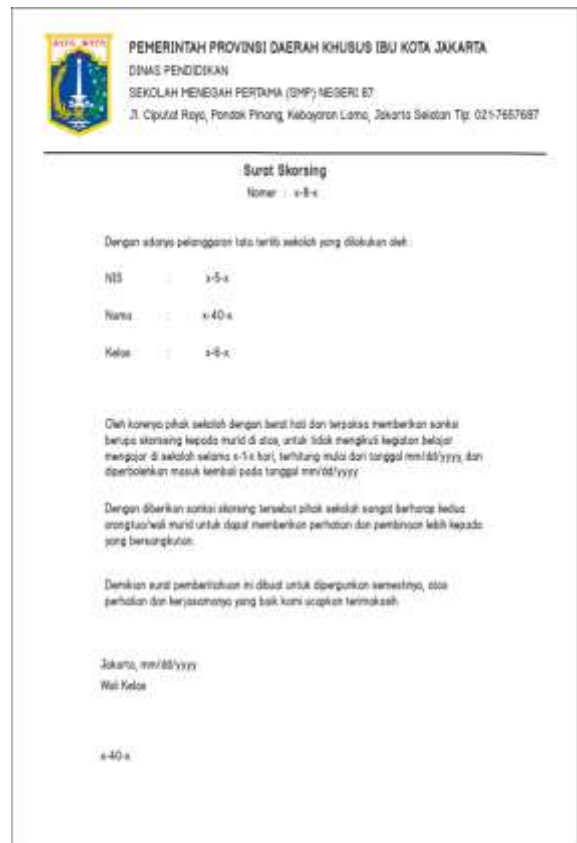 JAYA RAYA
PEMERINTAH PROVINSI DAERAH KHUSUS IBU KOTA JAKARTA
DINAS PENDIDIKAN
SEKOLAH MENEGAH PERTAMA (SMP) NEGERI 87
Jl. Ciputat Raya, Pondok Pinang, Kebayoran Lama, Jakarta Selatan Tlp: 021-7657687
Surat Skorsing
Nomer : x-8-x
Dengan adanya pelanggaran tata tertib sekolah yang dilakukan oleh :
NIS : x-5-x
Nama : x-40-x
Kelas : x-6-x
Oleh karenya pihak sekolah dengan berat hati dan terpaksa memberikan sanksi
berupa skorsing kepada murid di atas, untuk tidak mengikuti kegiatan belajar
mengajar di sekolah selama x-1-x hari, terhitung mulai dari tanggal mm/dd/yyyy, dan
diperbolehkan masuk kembali pada tanggal mm/dd/yyyy
Dengan diberikan sanksi skorsing tersebut pihak sekolah sangat berharap kedua
orangtua/wali murid untuk dapat memberikan perhatian dan pembinaan lebih kepada
yang bersangkutan.
Demikian surat pemberitahuan ini dibuat untuk dipergunkan semestinya, atas
perhatian dan kerjasamanya yang baik kami ucapkan terimakasih.
Jakarta, mm/dd/yyyy
Wali Kelas
x-40-x